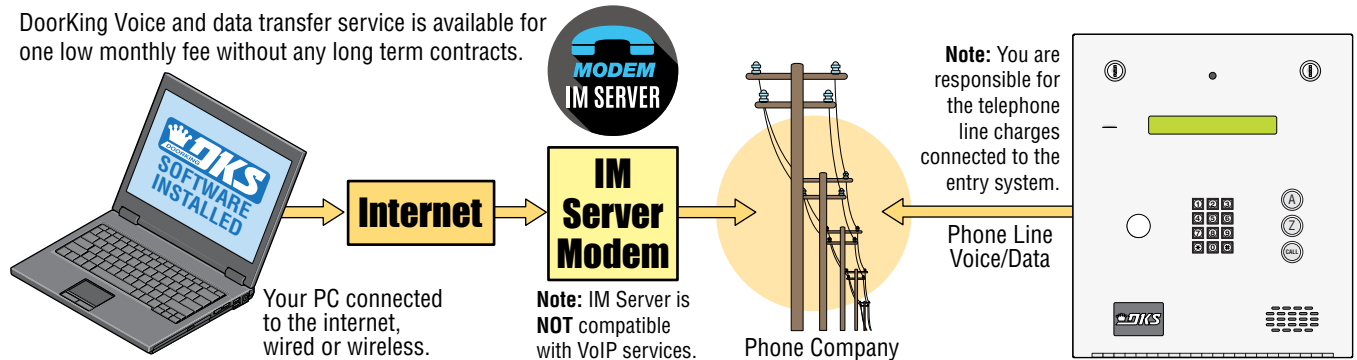 DoorKing Voice and data transfer service is available for
one low monthly fee without any long term contracts.
MODEM
IM SERVER
DOORKING
DKS
SOFTWARE
INSTALLED
Your PC connected
to the internet,
wired or wireless.
Internet
IM
Server
Modem
Note: IM Server is
NOT compatible
with VoIP services.
Phone Company
Note: You are
responsible for
the telephone
line charges
connected to the
entry system.
Phone Line
Voice/Data
1 2 3
4 5 6
7 8 9
0
A
Z
CALL
DKS